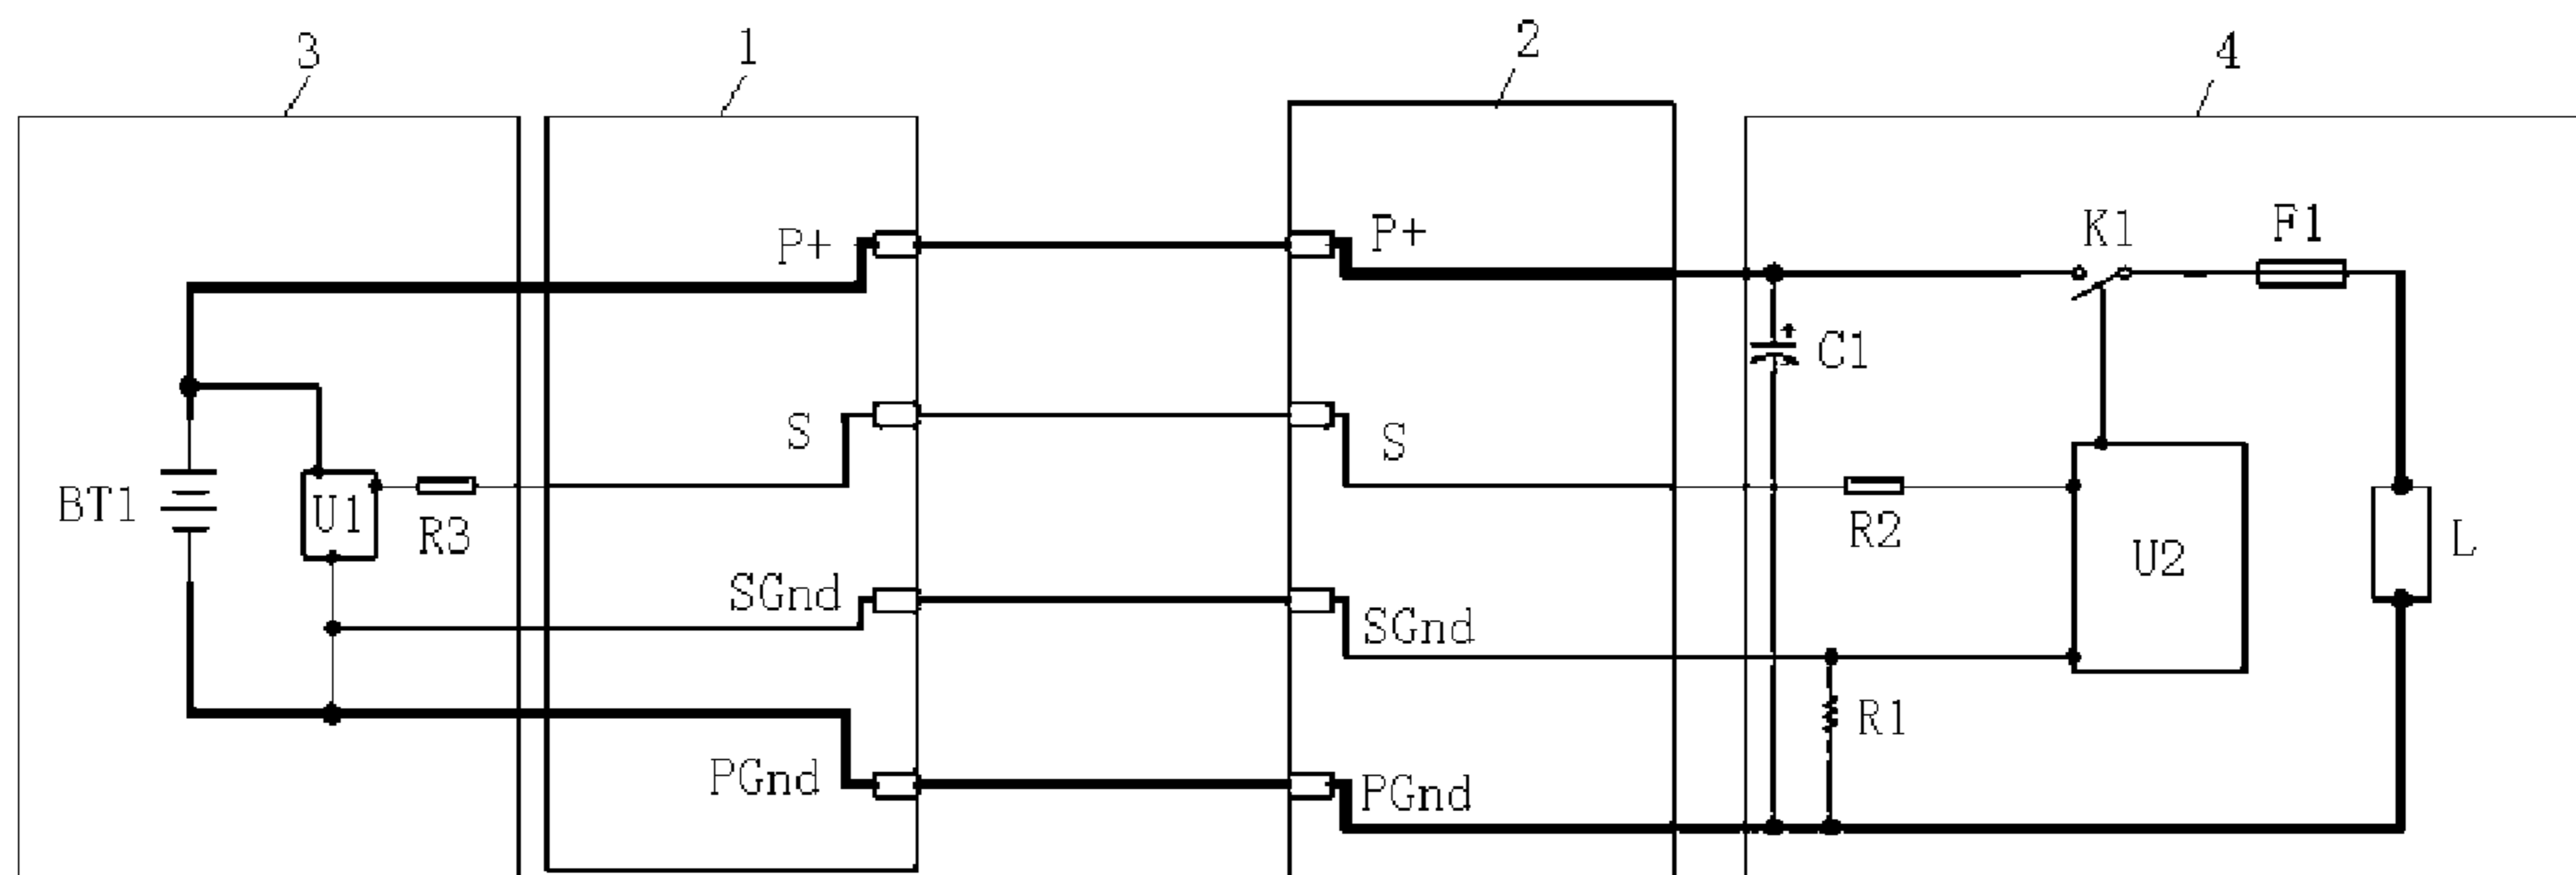 3
1
2
4
P+
P+
K1
F1
C1
S
S
BT1
U1
R3
R2
U2
L
SGnd
SGnd
R1
PGnd
PGnd